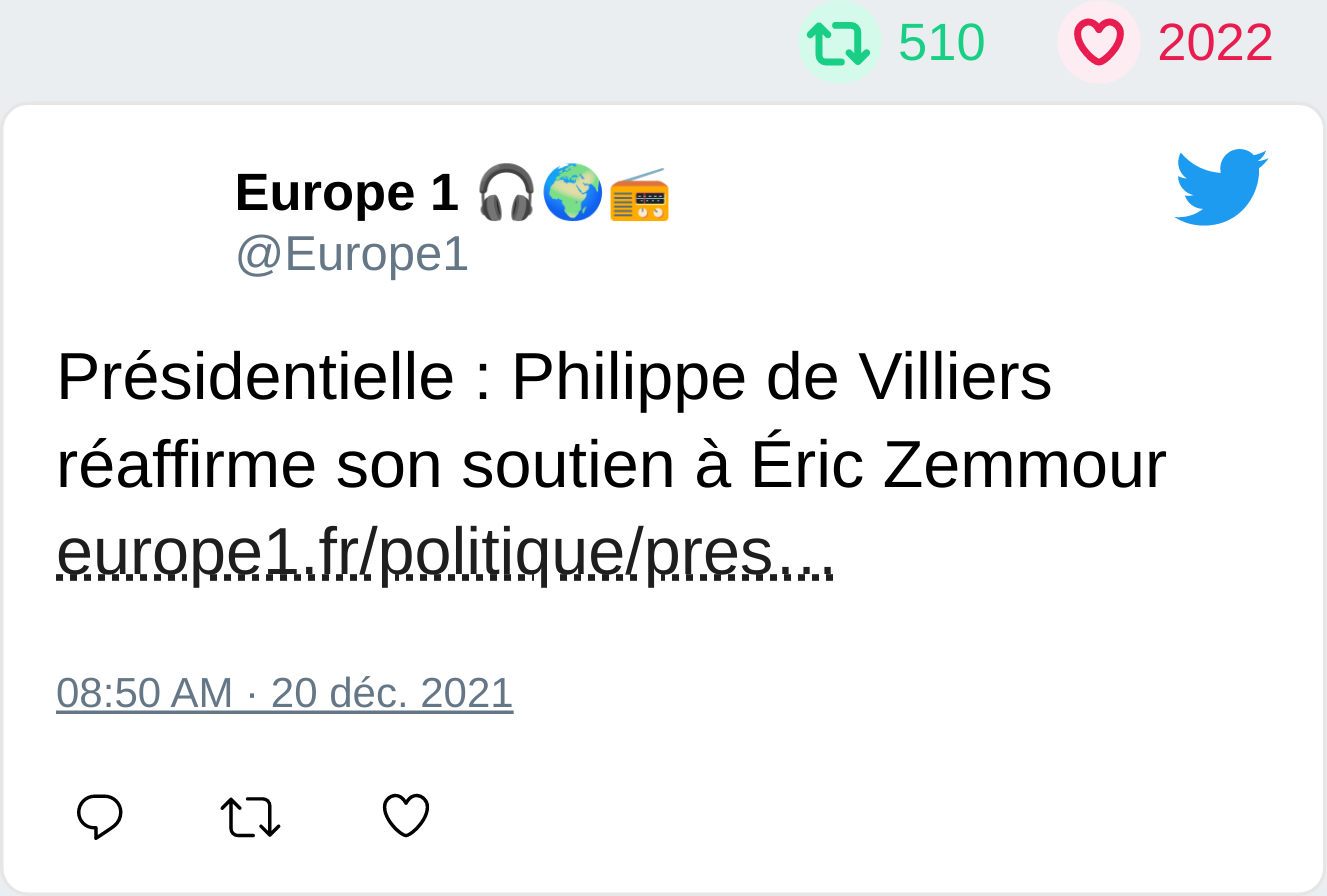 510 2022
Europe 1 🎧🌍📻
@Europe1
Présidentielle : Philippe de Villiers
réaffirme son soutien à Éric Zemmour
europe1.fr/politique/pres…
08:50 AM · 20 déc. 2021